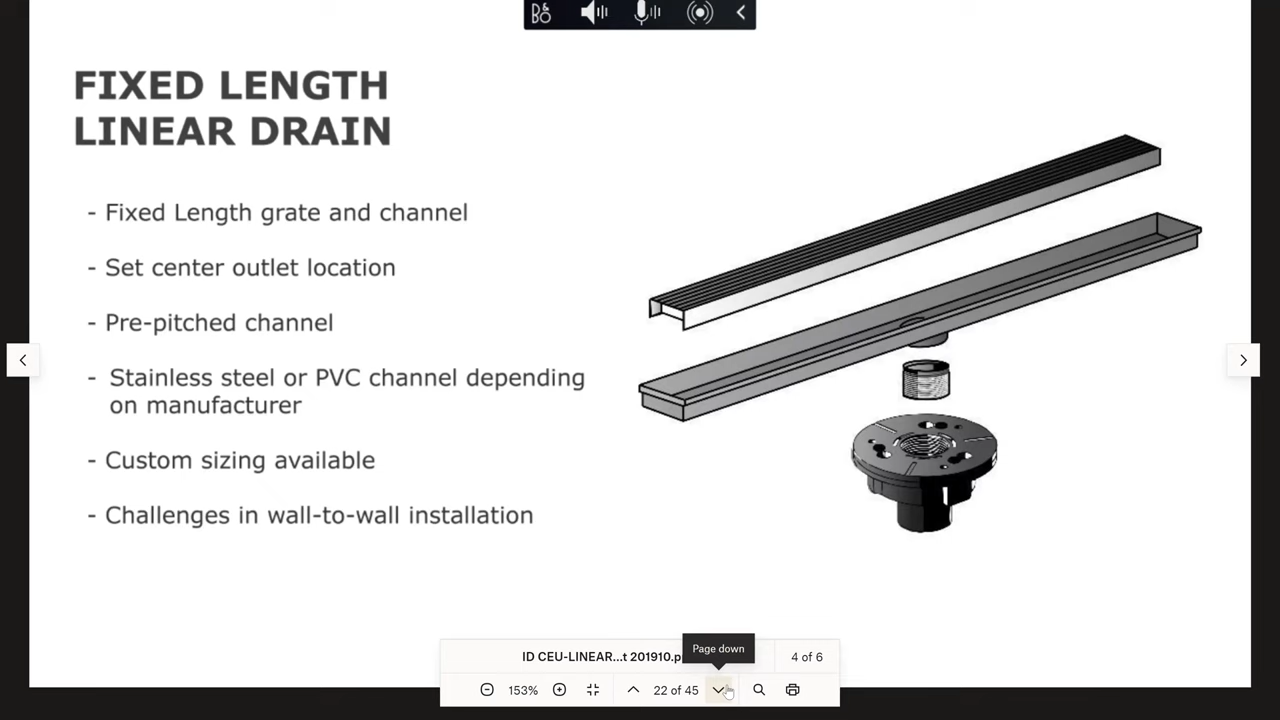 B&O
FIXED LENGTH
LINEAR DRAIN
- Fixed Length grate and channel
- Set center outlet location
- Pre-pitched channel
- Stainless steel or PVC channel depending
on manufacturer
- Custom sizing available
- Challenges in wall-to-wall installation
Page down
ID CEU-LINEAR...t 201910.p
4 of 6
153%
22 of 45